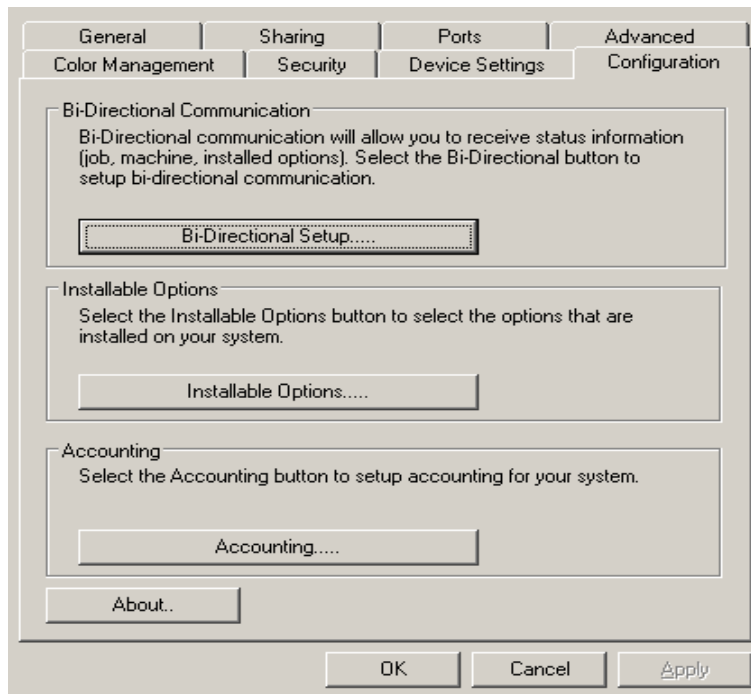 General Sharing Ports Advanced
Color Management Security Device Settings Configuration
Bi-Directional Communication
Bi-Directional communication will allow you to receive status information
(job, machine, installed options). Select the Bi-Directional button to
setup bi-directional communication.
Bi-Directional Setup.....
Installable Options
Select the Installable Options button to select the options that are
installed on your system.
Installable Options.....
Accounting
Select the Accounting button to setup accounting for your system.
Accounting.....
About..
OK Cancel Apply